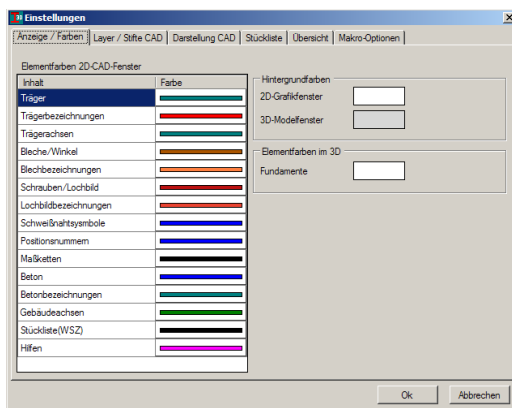 Einstellungen
Anzeige / Farben Layer / Stifte CAD Darstellung CAD Stückliste Übersicht Makro-Optionen
Elementfarben 2D-CAD-Fenster
Inhalt Farbe
Träger
Trägerbezeichnungen
Trägerachsen
Bleche/Winkel
Blechbezeichnungen
Schrauben/Lochbild
Lochbildbezeichnungen
Schweißnahtsysmbole
Positionsnummern
Maßketten
Beton
Betonbezeichnungen
Gebäudeachsen
Stückliste(WSZ)
Hilfen
Hintergrundfarben
2D-Grafikfenster
3D-Modelfenster
Elementfarben im 3D
Fundamente
Ok Abbrechen